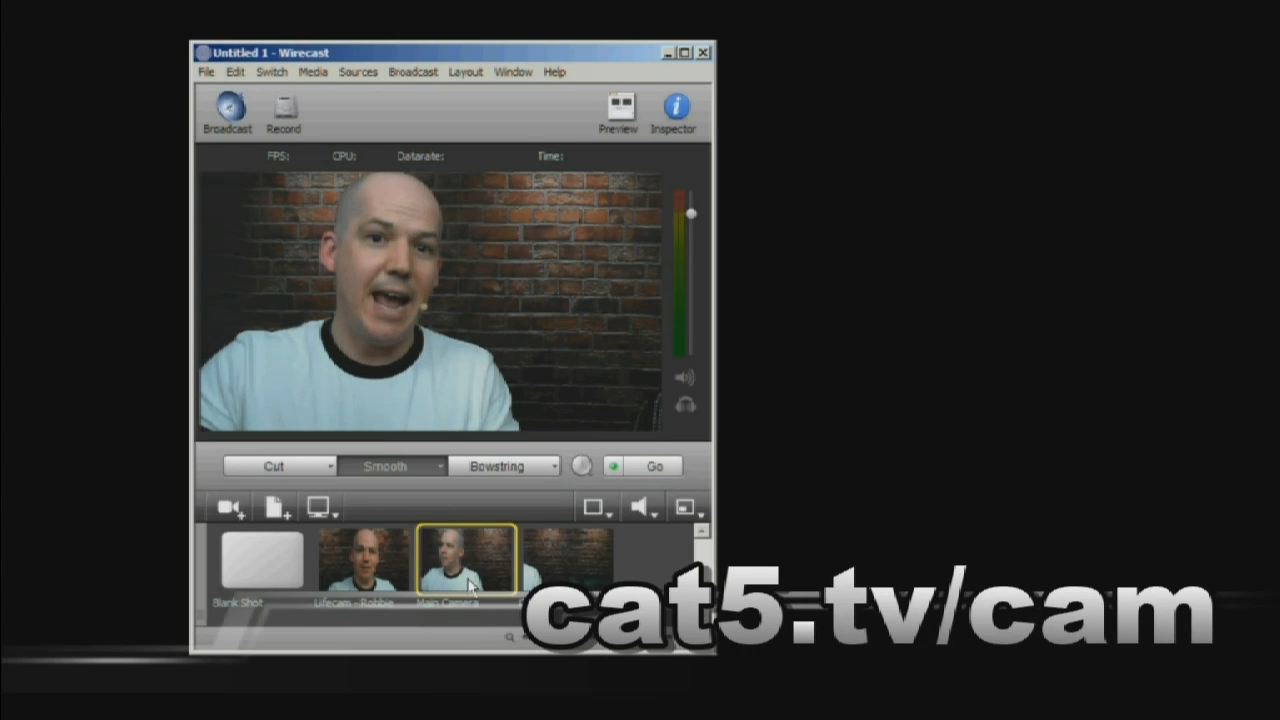 Untitled 1 - Wirecast
File Edit Switch Media Sources Broadcast Layout Window Help
Broadcast Record Preview Inspector
FPS: CPU: Datarate: Time:
Cut Smooth Bowstring Go
Blank Shot Lifecam - Robbie Main Camera
cat5.tv/cam